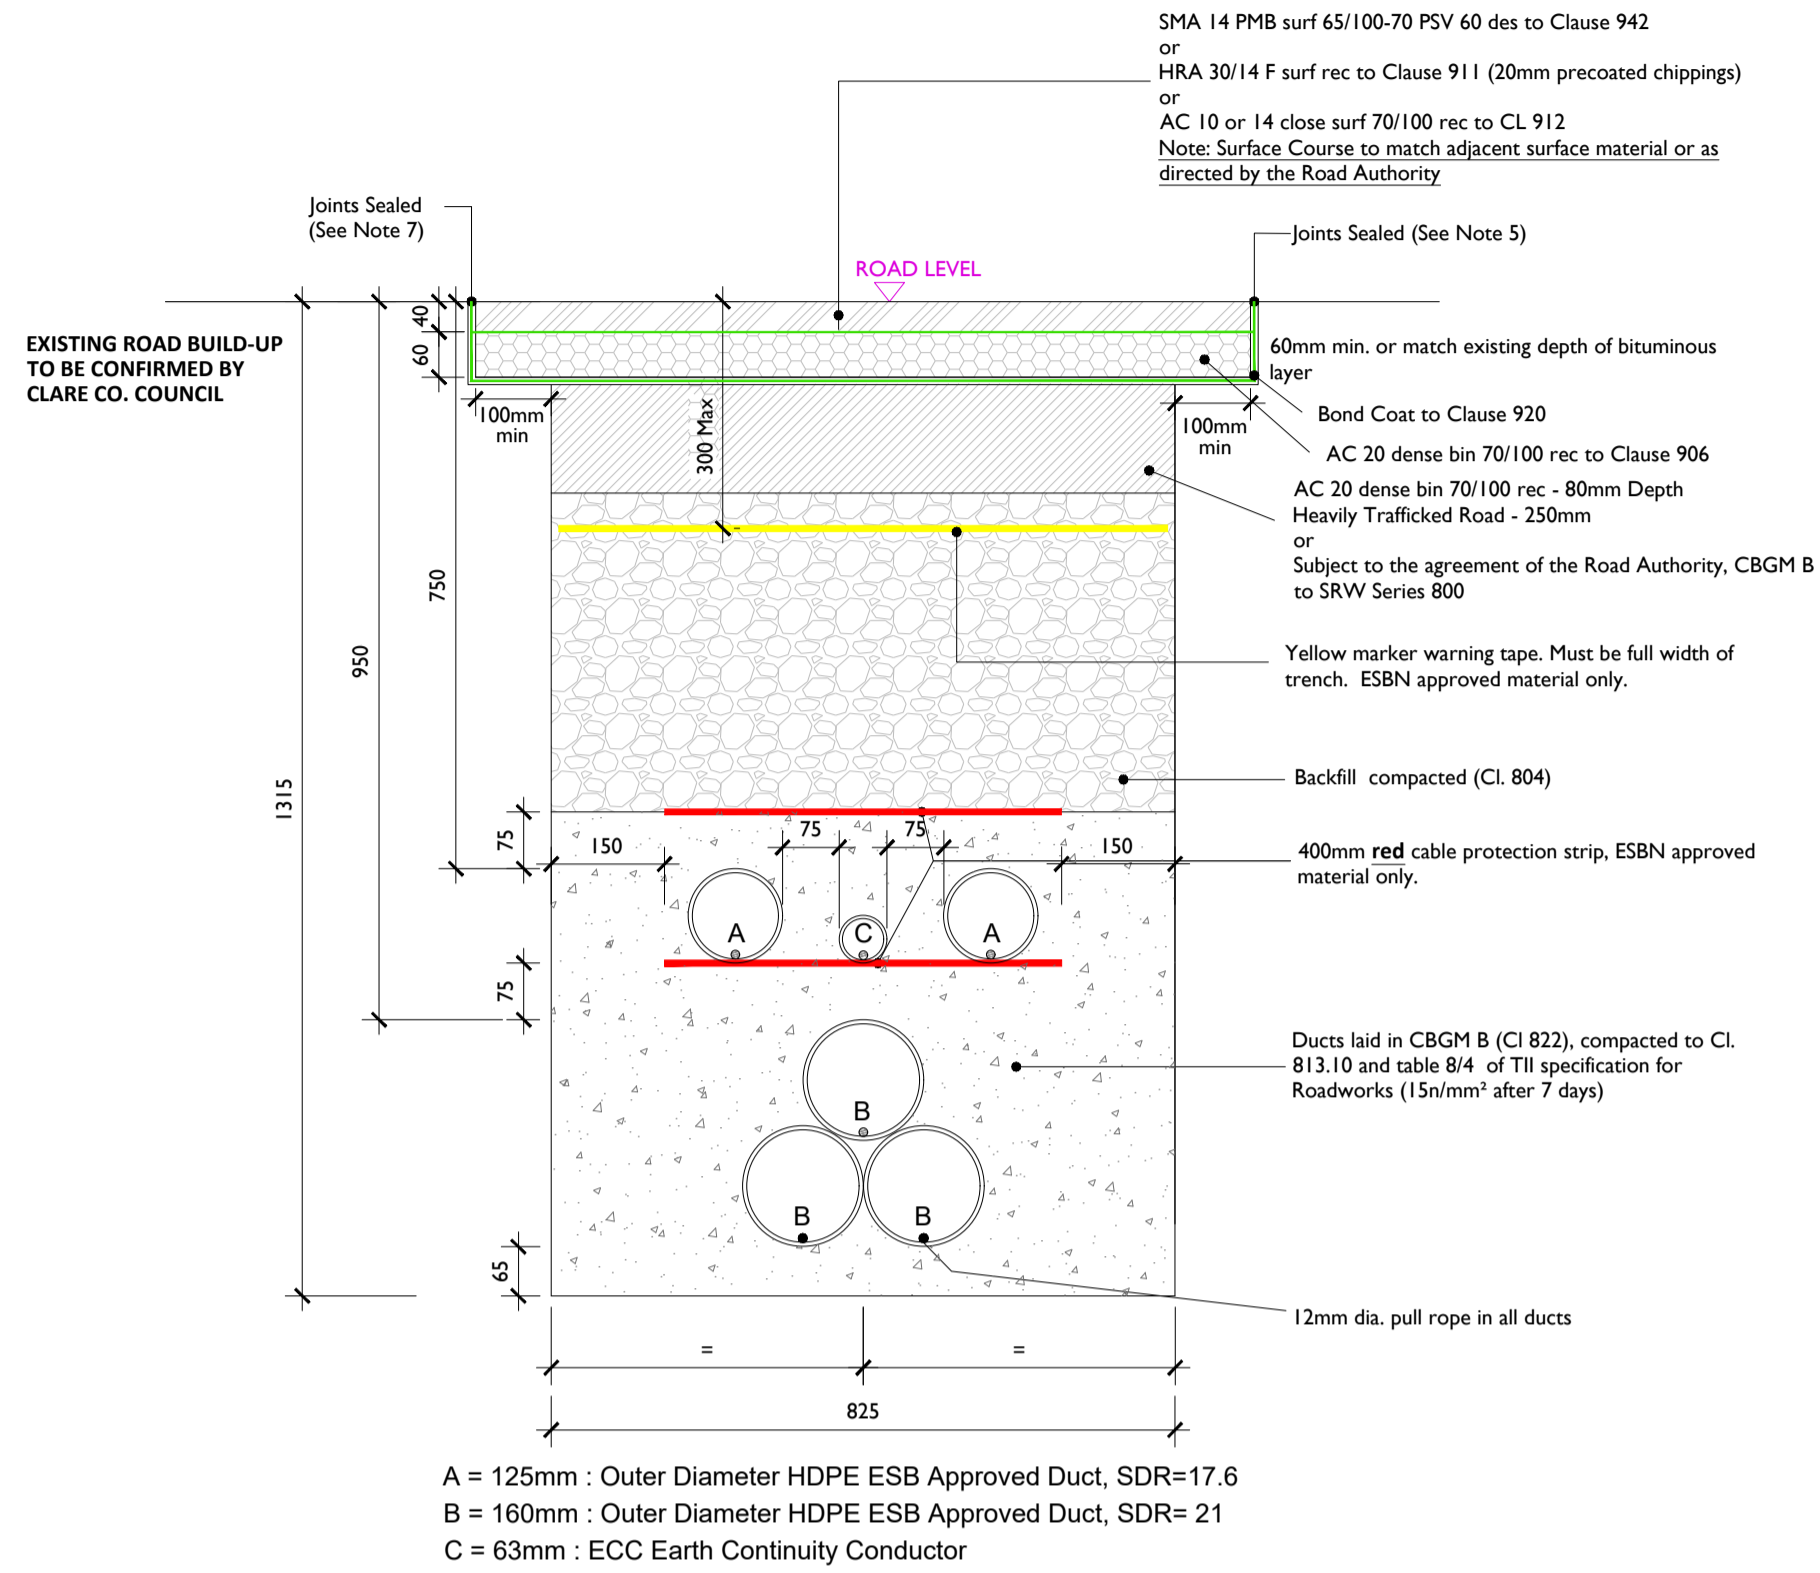 SMA 14 PMB surf 65/100-70 PSV 60 des to Clause 942
or
HRA 30/14 F surf rec to Clause 911 (20mm precoated chippings)
or
AC 10 or 14 close surf 70/100 rec to CL 912
Note: Surface Course to match adjacent surface material or as
directed by the Road Authority
Joints Sealed
(See Note 7)
Joints Sealed (See Note 5)
ROAD LEVEL
40
60
EXISTING ROAD BUILD-UP
TO BE CONFIRMED BY
CLARE CO. COUNCIL
60mm min. or match existing depth of bituminous
layer
100mm
min
300 Max
100mm
min
Bond Coat to Clause 920
AC 20 dense bin 70/100 rec to Clause 906
AC 20 dense bin 70/100 rec - 80mm Depth
Heavily Trafficked Road - 250mm
or
Subject to the agreement of the Road Authority, CBGM B
to SRW Series 800
750
950
1315
Yellow marker warning tape. Must be full width of
trench. ESBN approved material only.
Backfill compacted (Cl. 804)
75
150
75
75
150
400mm red cable protection strip, ESBN approved
material only.
A
C
A
75
Ducts laid in CBGM B (Cl 822), compacted to Cl.
813.10 and table 8/4 of TII specification for
Roadworks (15n/mm² after 7 days)
B
B
B
65
12mm dia. pull rope in all ducts
=
=
825
A = 125mm : Outer Diameter HDPE ESB Approved Duct, SDR=17.6
B = 160mm : Outer Diameter HDPE ESB Approved Duct, SDR= 21
C = 63mm : ECC Earth Continuity Conductor